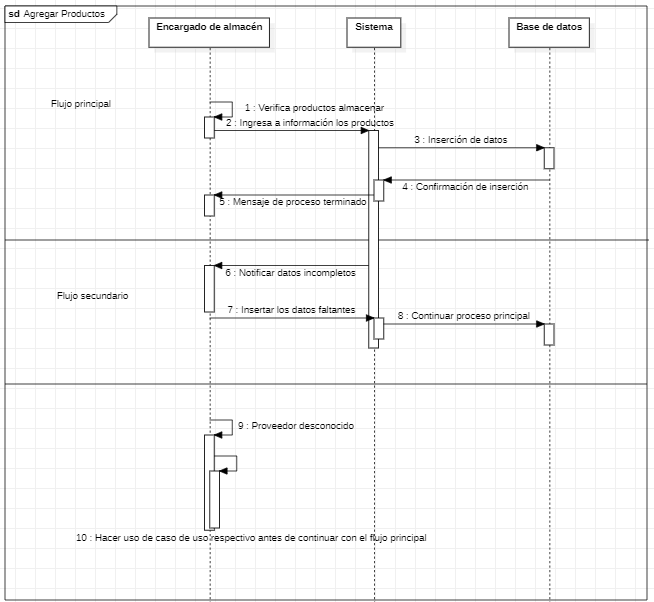 sd Agregar Productos
Encargado de almacén
Sistema
Base de datos
Flujo principal
1 : Verifica productos almacenar
2 : Ingresa a información los productos
3 : Inserción de datos
4 : Confirmación de inserción
5 : Mensaje de proceso terminado
6 : Notificar datos incompletos
Flujo secundario
7 : Insertar los datos faltantes
8 : Continuar proceso principal
9 : Proveedor desconocido
10 : Hacer uso de caso de uso respectivo antes de continuar con el flujo principal